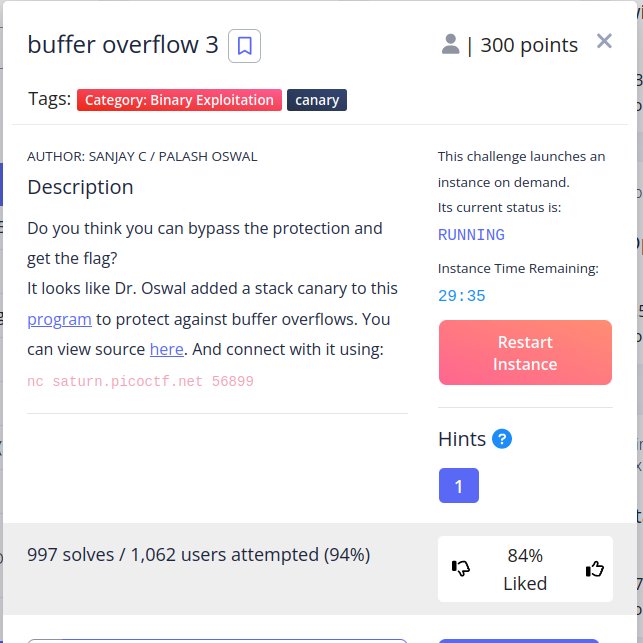 buffer overflow 3
| 300 points
Tags: Category: Binary Exploitation canary
AUTHOR: SANJAY C / PALASH OSWAL
Description
Do you think you can bypass the protection and
get the flag?
It looks like Dr. Oswal added a stack canary to this
program to protect against buffer overflows. You
can view source here. And connect with it using:
nc saturn.picoctf.net 56899
This challenge launches an
instance on demand.
Its current status is:
RUNNING
Instance Time Remaining:
29:35
Restart
Instance
Hints ?
1
997 solves / 1,062 users attempted (94%)
84%
Liked